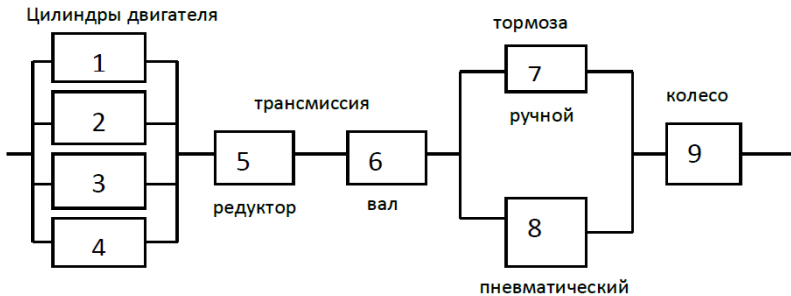 Цилиндры двигателя
1
2
3
4
трансмиссия
5
редуктор
6
вал
тормоза
7
ручной
8
пневматический
колесо
9